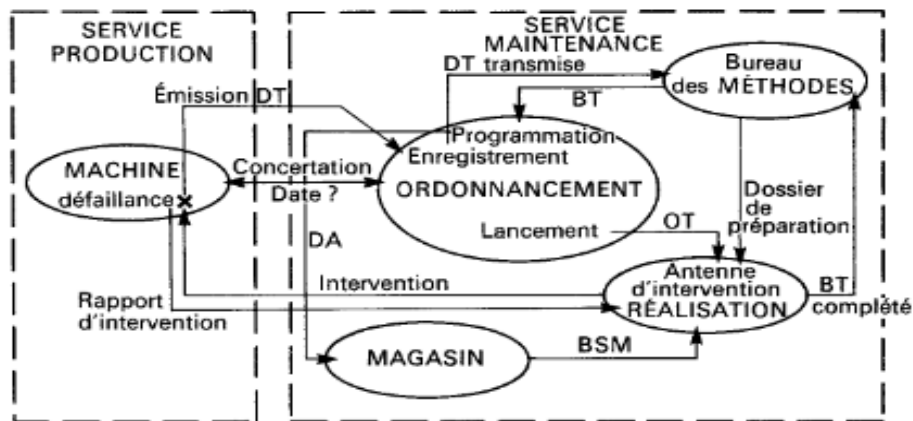 SERVICE
PRODUCTION
SERVICE
MAINTENANCE
DT transmise
Bureau
des MÉTHODES
Émission DT
BT
Programmation
Enregistrement
MACHINE
défaillance
Concertation
Date ?
ORDONNANCEMENT
Dossier
de
préparation
Lancement
OT
DA
Antenne
d'intervention
RÉALISATION
Intervention
BT
complété
Rapport
d'intervention
MAGASIN
BSM